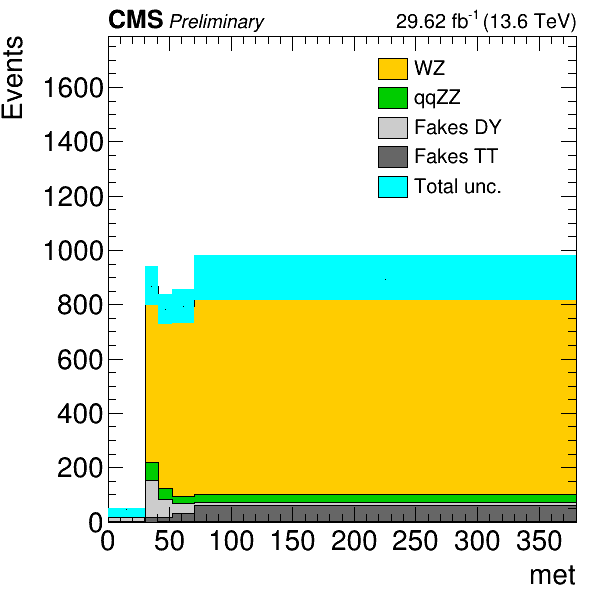 CMS Preliminary
29.62 fb⁻¹ (13.6 TeV)
Events
WZ
qqZZ
Fakes DY
Fakes TT
Total unc.
1600
1400
1200
1000
800
600
400
200
0
0 50 100 150 200 250 300 350
met